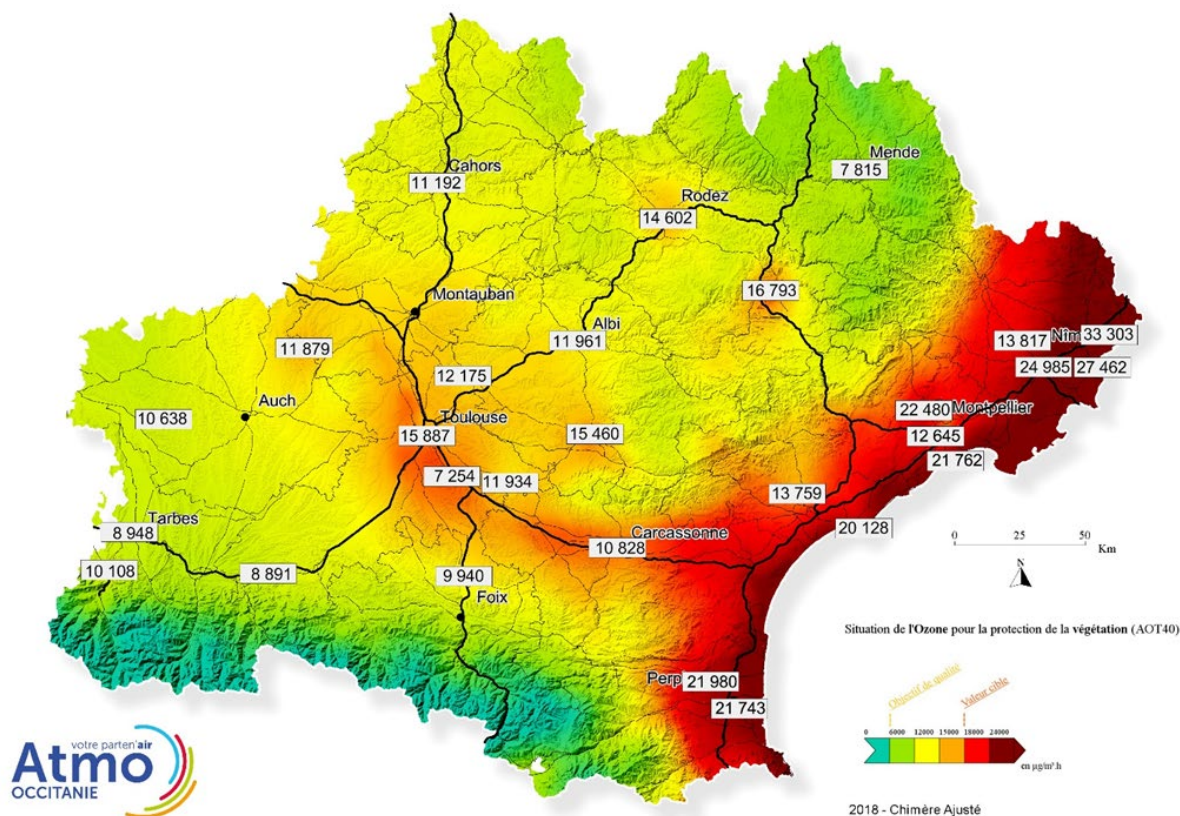 Cahors
11 192
Mende
7 815
Rodez
14 602
16 793
Montauban
11 879
Albi
11 961
12 175
Nîm
33 303
13 817
24 985
27 462
Auch
10 638
Toulouse
15 887
15 460
22 480
Montpellier
12 645
21 762
7 254
11 934
13 759
20 128
Tarbes
8 948
Carcassonne
10 828
10 108
8 891
9 940
Foix
0 25 50
Km
N
Situation de l'Ozone pour la protection de la végétation (AOT40)
Perp
21 980
21 743
Objectif de qualité
Valeur cible
0 6000 12000 15000 18000 24000
en µg/m³.h
votre parten'air
Atmo
OCCITANIE
2018 - Chimère Ajusté